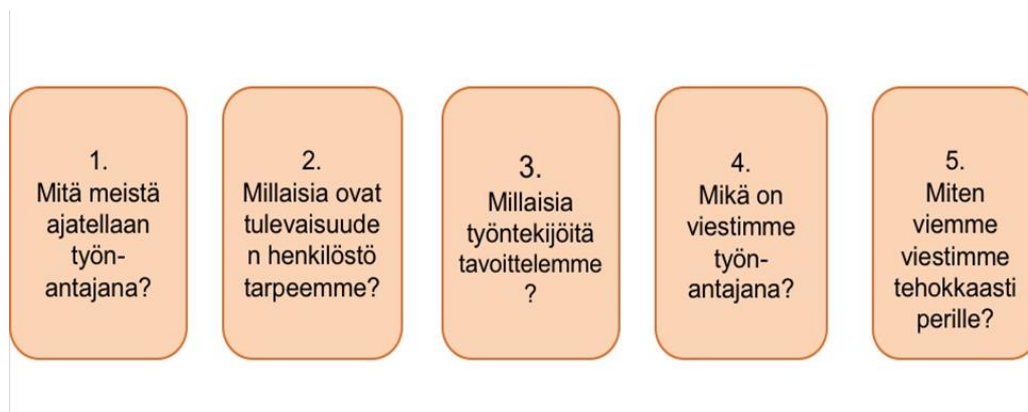 1.
Mitä meistä
ajatellaan
työn-
antajana?
2.
Millaisia ovat
tulevaisuude
n henkilöstö
tarpeemme?
3.
Millaisia
työntekijöitä
tavoittelemme
?
4.
Mikä on
viestimme
työn-
antajana?
5.
Miten
viemme
viestimme
tehokkaasti
perille?